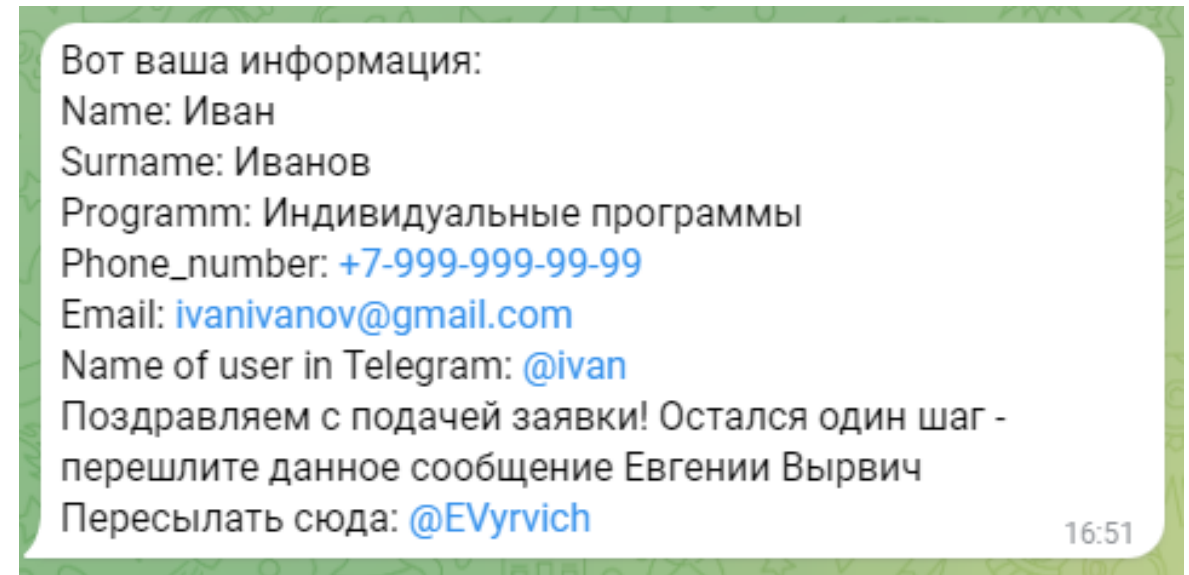 Вот ваша информация:
Name: Иван
Surname: Иванов
Programm: Индивидуальные программы
Phone_number: +7-999-999-99-99
Email: ivanivanov@gmail.com
Name of user in Telegram: @ivan
Поздравляем с подачей заявки! Остался один шаг -
перешлите данное сообщение Евгении Вырвич
Пересылать сюда: @EVyrvich
16:51